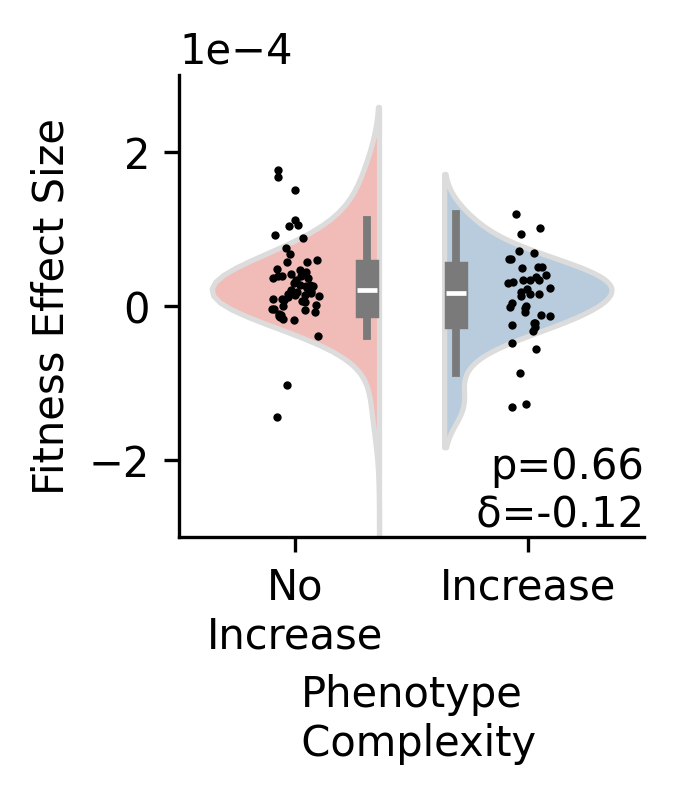 1e−4
Fitness Effect Size
2
0
−2
p=0.66
δ=-0.12
No
Increase
Increase
Phenotype
Complexity